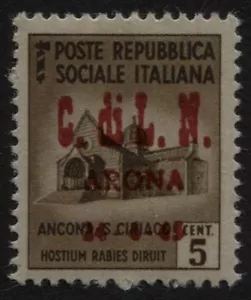 POSTE REPUBBLICA
SOCIALE ITALIANA
C. di L. N.
ARONA
ANCONA · S. CIRIACO
CENT.
5
HOSTIUM RABIES DIRUIT